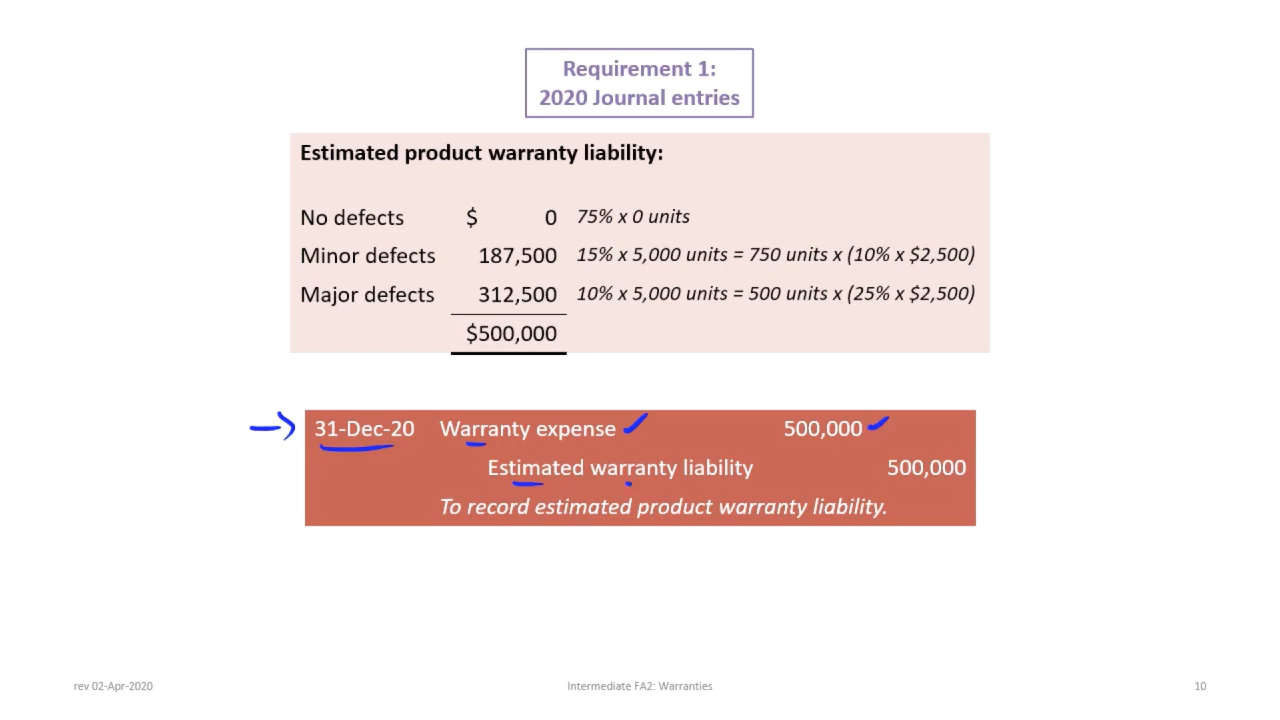 Requirement 1:
2020 Journal entries
Estimated product warranty liability:
No defects $ 0 75% x 0 units
Minor defects 187,500 15% x 5,000 units = 750 units x (10% x $2,500)
Major defects 312,500 10% x 5,000 units = 500 units x (25% x $2,500)
$500,000
31-Dec-20 Warranty expense 500,000
Estimated warranty liability 500,000
To record estimated product warranty liability.
rev 02-Apr-2020 Intermediate FA2: Warranties 10